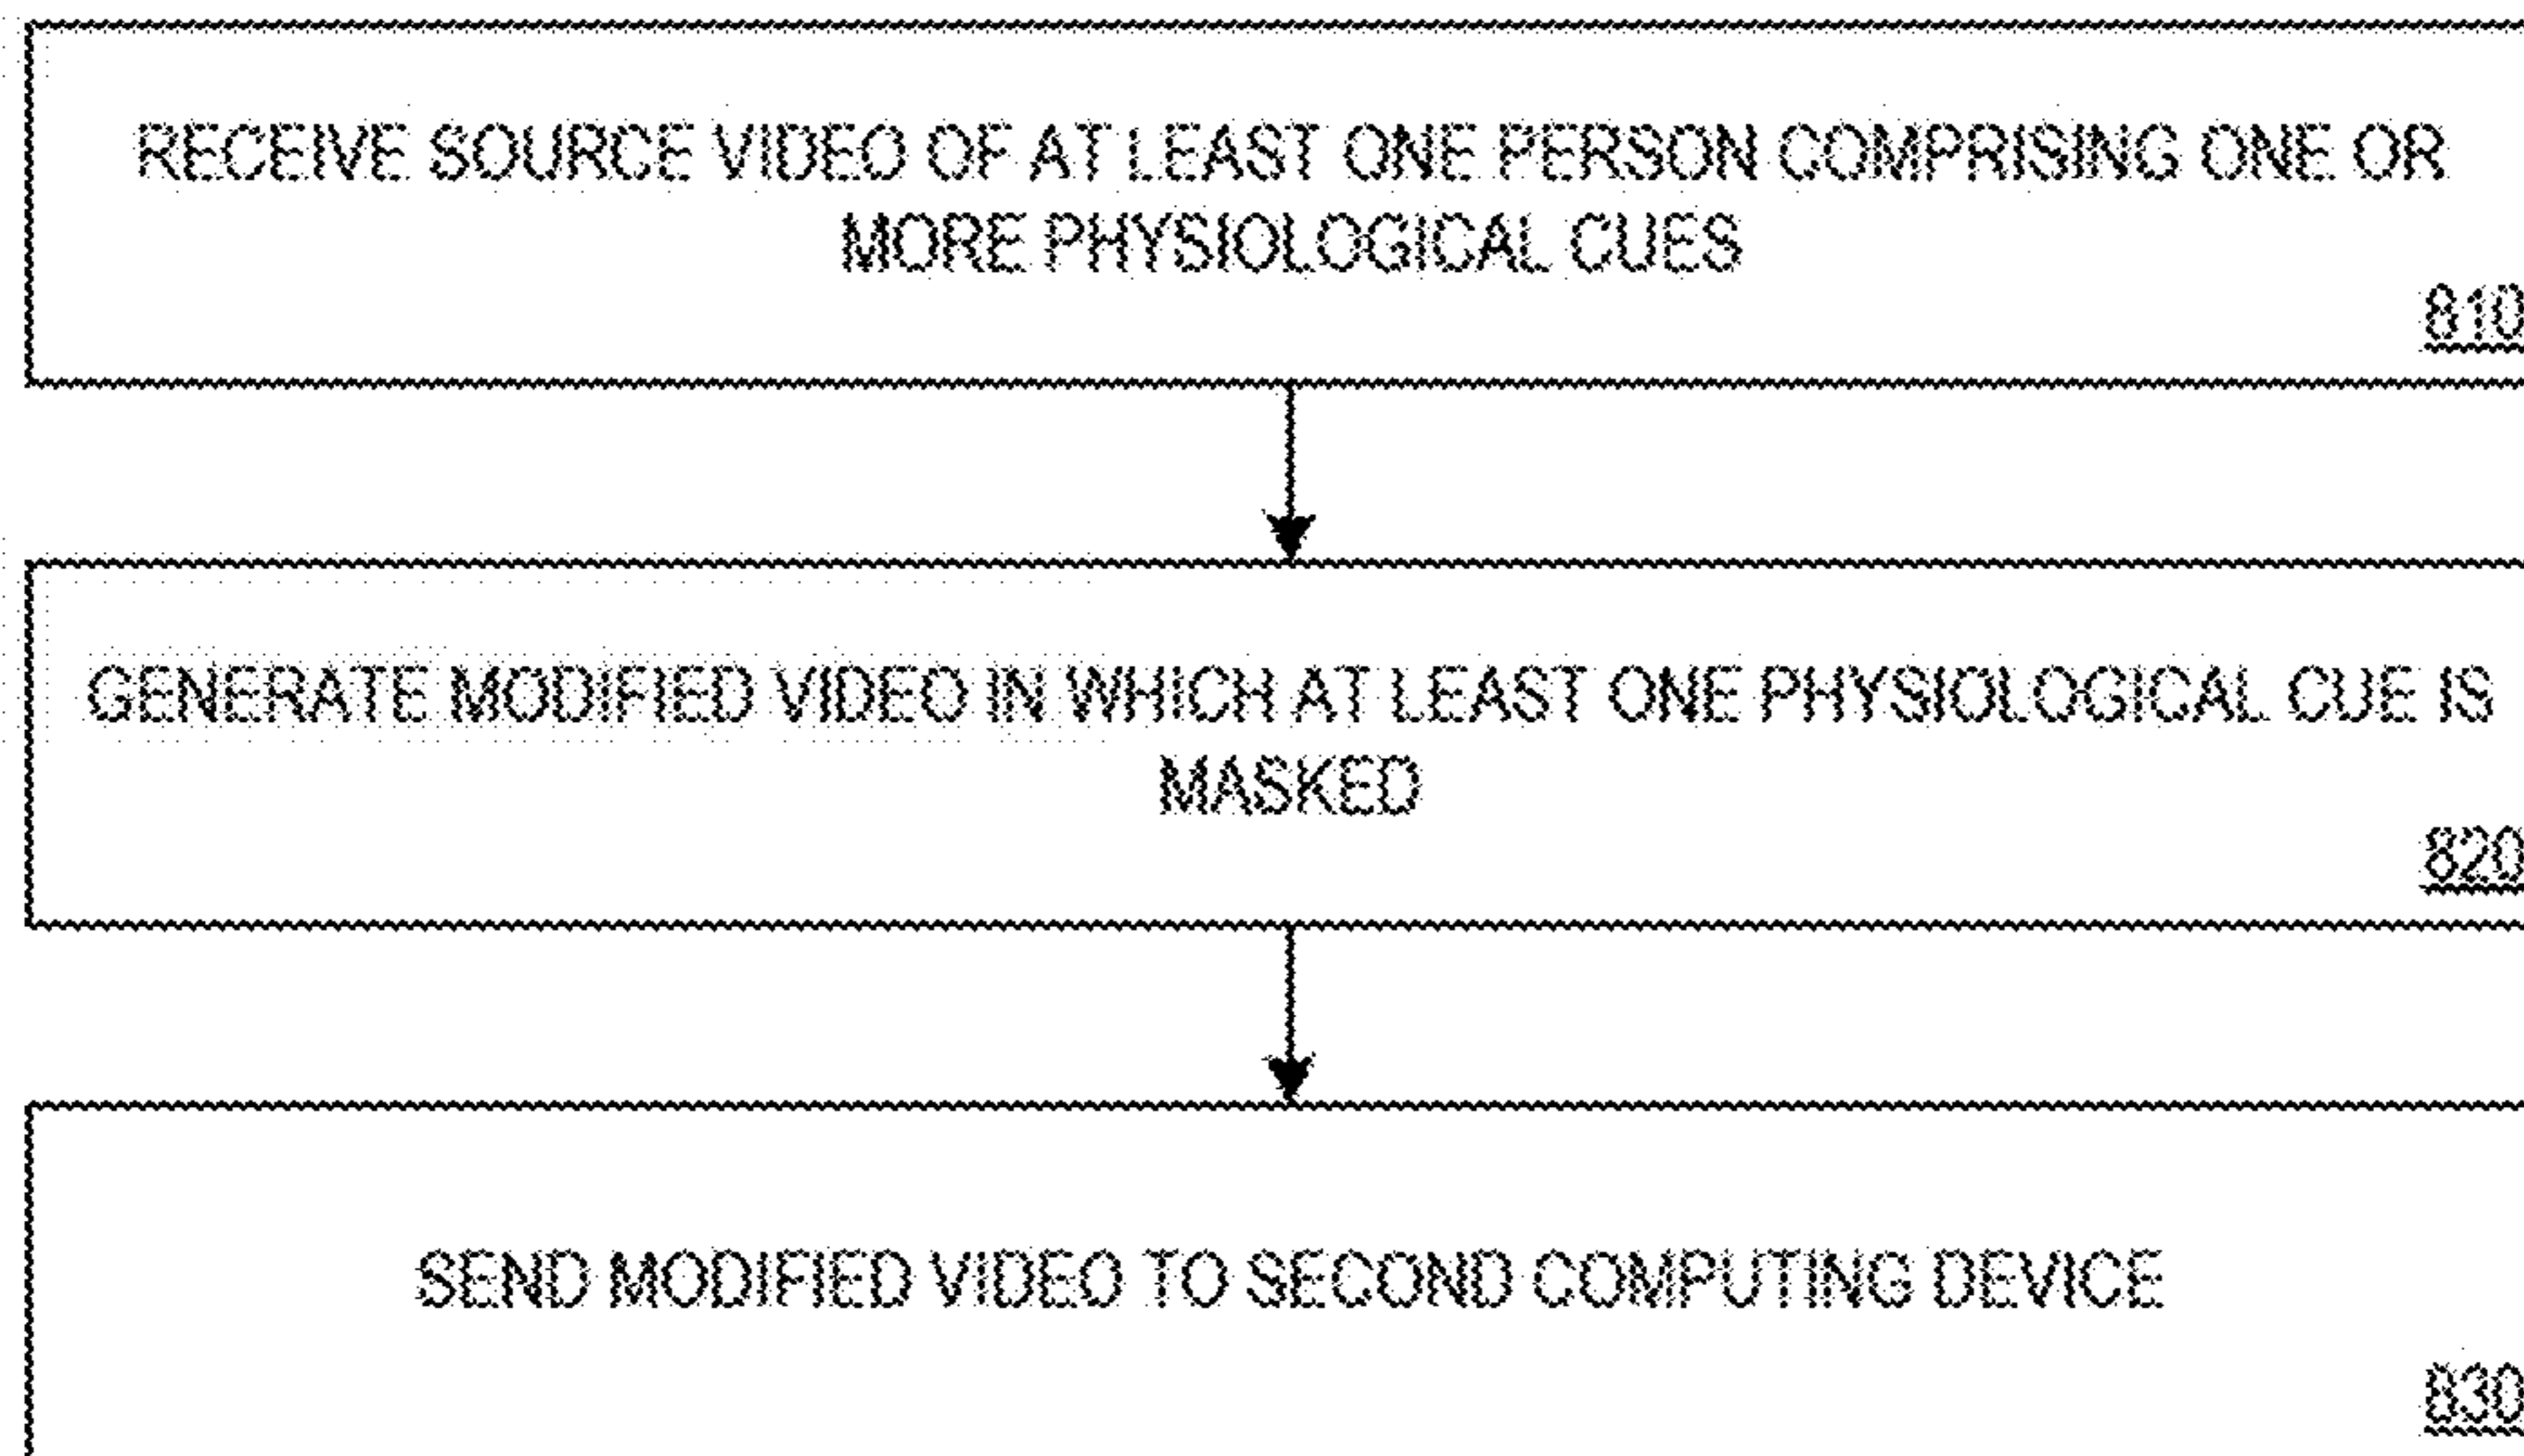 RECEIVE SOURCE VIDEO OF AT LEAST ONE PERSON COMPRISING ONE OR
MORE PHYSIOLOGICAL CUES
810
GENERATE MODIFIED VIDEO IN WHICH AT LEAST ONE PHYSIOLOGICAL CUE IS
MASKED
820
SEND MODIFIED VIDEO TO SECOND COMPUTING DEVICE
830